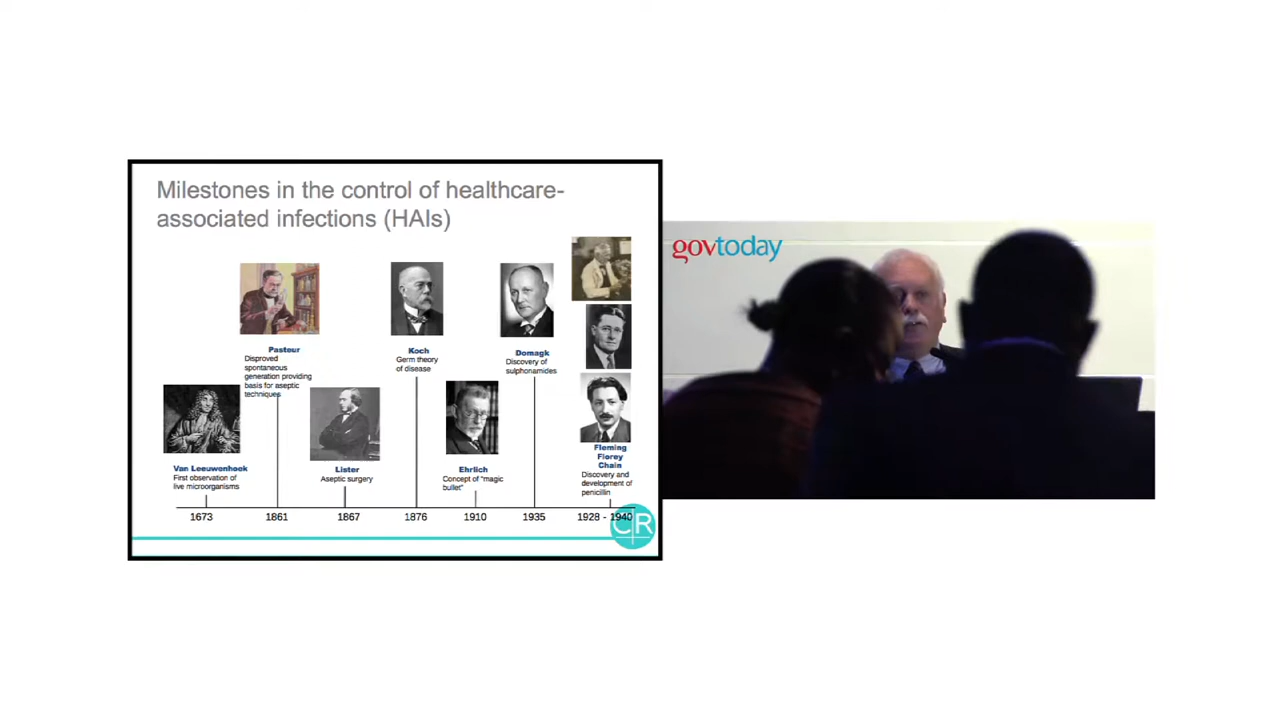 Milestones in the control of healthcare-
associated infections (HAIs)
govtoday
Pasteur
Disproved
spontaneous
generation providing
basis for aseptic
techniques
Koch
Germ theory
of disease
Domagk
Discovery of
sulphonamides
Van Leeuwenhoek
First observation of
live microorganisms
Lister
Aseptic surgery
Ehrlich
Concept of "magic
bullet"
Fleming
Florey
Chain
Discovery and
development of
penicillin
1673
1861
1867
1876
1910
1935
1928 - 1940
CR